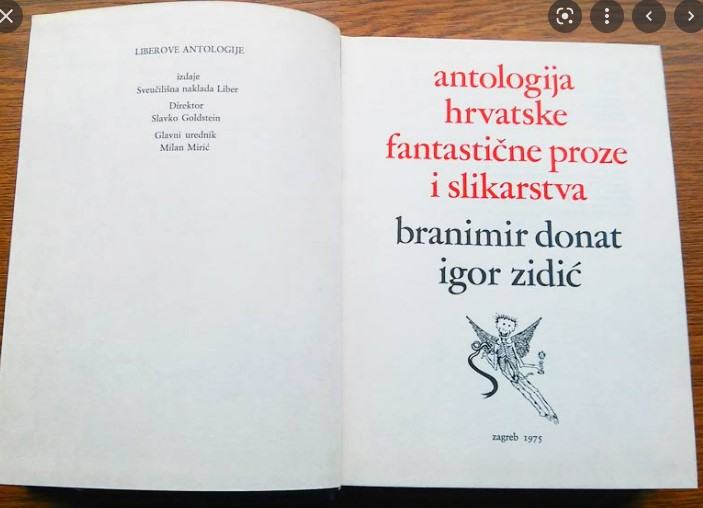 LIBEROVE ANTOLOGIJE
izdaje
Sveučilišna naklada Liber
Direktor
Slavko Goldstein
Glavni urednik
Milan Mirić
antologija
hrvatske
fantastične proze
i slikarstva
branimir donat
igor zidić
zagreb 1975